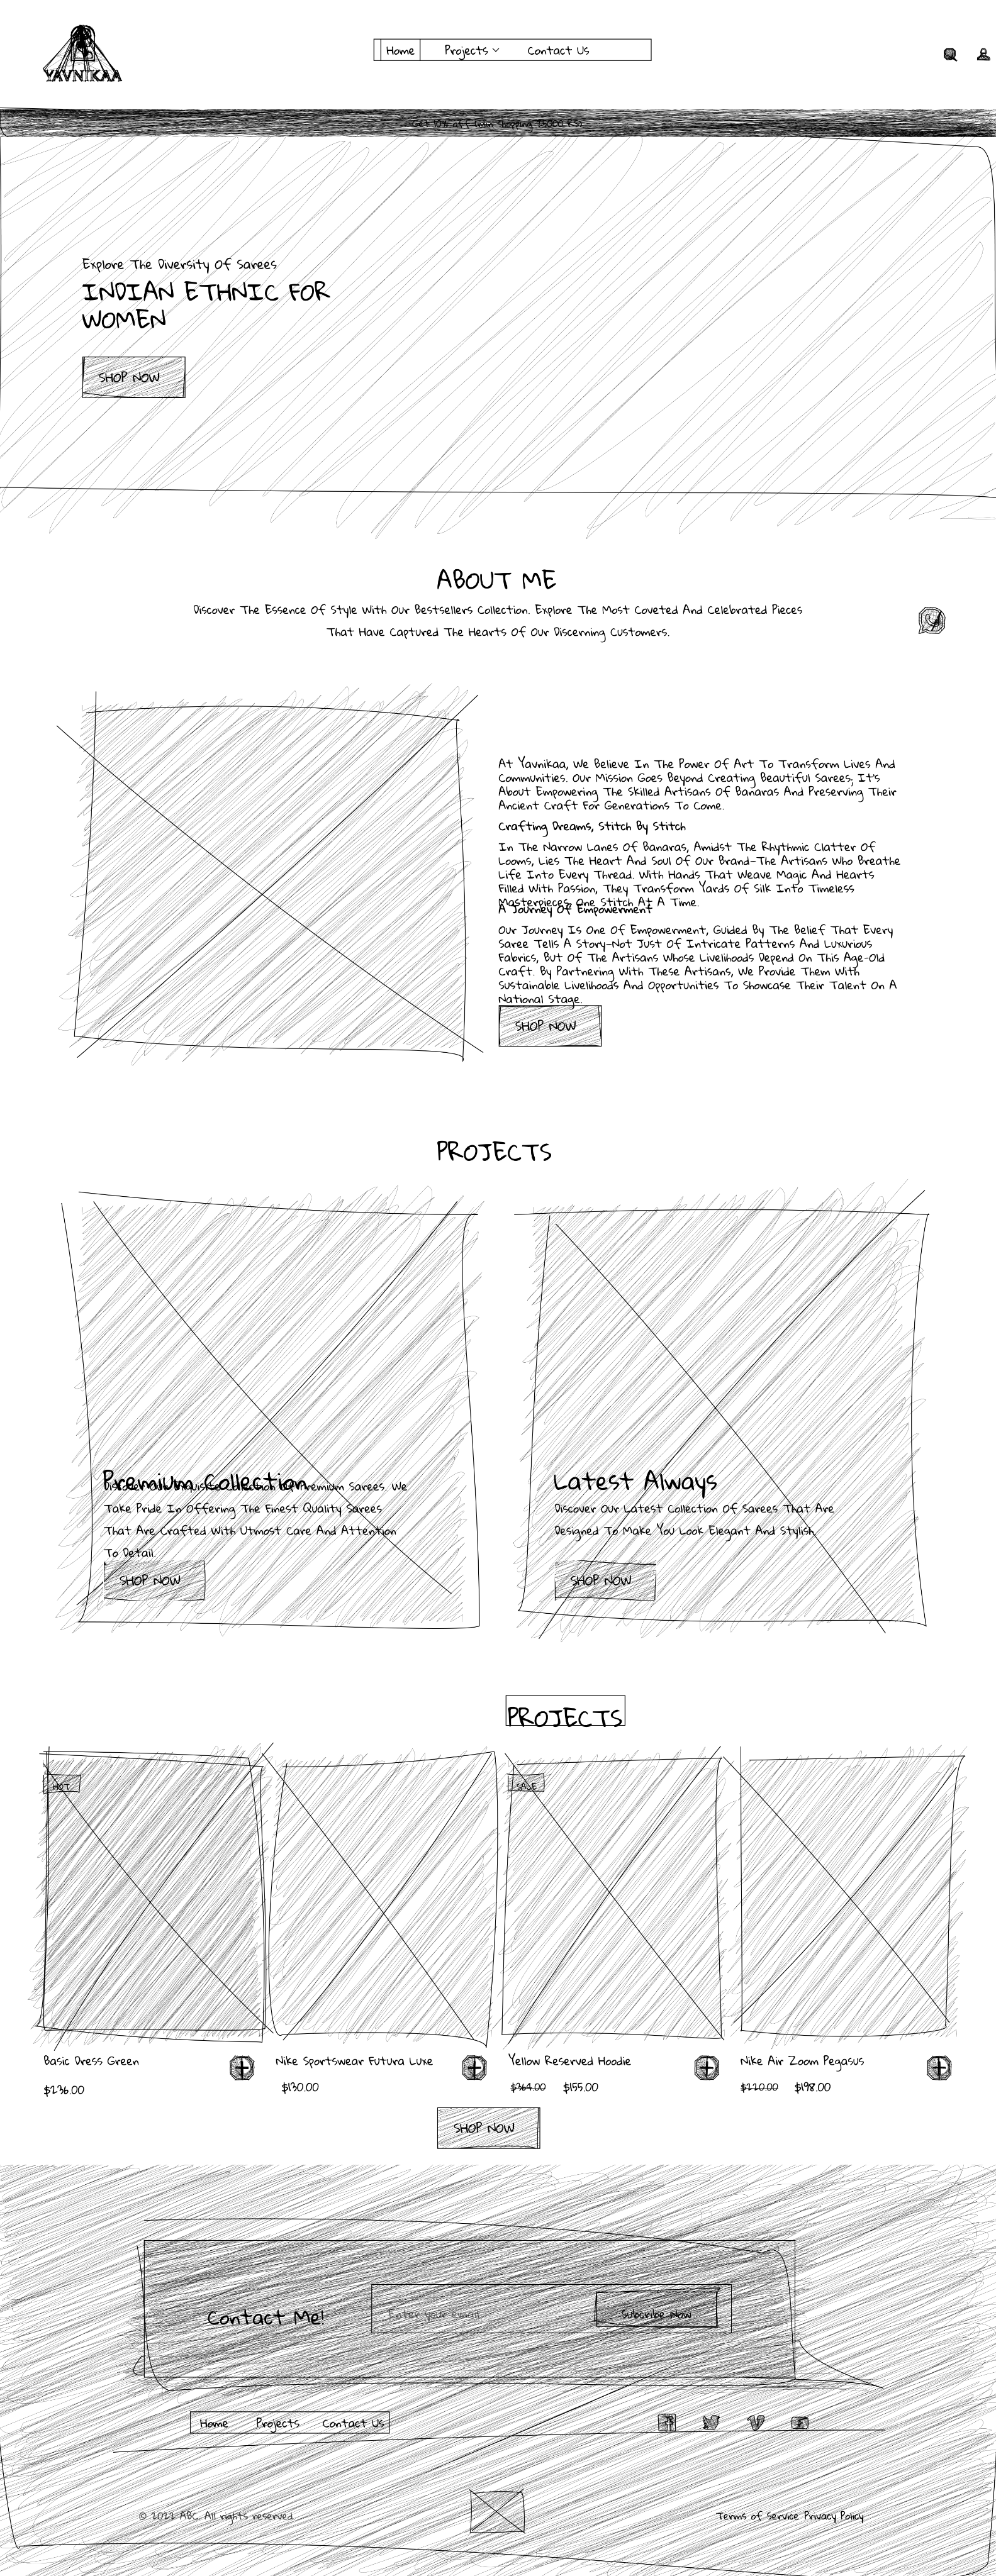 YAVNIKAA
Home Projects Contact Us
Explore The Diversity Of Sarees
INDIAN ETHNIC FOR
WOMEN
SHOP NOW
ABOUT ME
Discover The Essence Of Style With Our Bestsellers Collection. Explore The Most Coveted And Celebrated Pieces
That Have Captured The Hearts Of Our Discerning Customers.
At Yavnikaa, We Believe In The Power Of Art To Transform Lives And
Communities. Our Mission Goes Beyond Creating Beautiful Sarees; It's
About Empowering The Skilled Artisans Of Banaras And Preserving Their
Ancient Craft For Generations To Come.
Crafting Dreams, Stitch By Stitch
In The Narrow Lanes Of Banaras, Amidst The Rhythmic Clatter Of
Looms, Lies The Heart And Soul Of Our Brand-The Artisans Who Breathe
Life Into Every Thread. With Hands That Weave Magic And Hearts
Filled With Passion, They Transform Yards Of Silk Into Timeless
Masterpieces, One Stitch At A Time.
A Journey Of Empowerment
Our Journey Is One Of Empowerment, Guided By The Belief That Every
Saree Tells A Story-Not Just Of Intricate Patterns And Luxurious
Fabrics, But Of The Artisans Whose Livelihoods Depend On This Age-Old
Craft. By Partnering With These Artisans, We Provide Them With
Sustainable Livelihoods And Opportunities To Showcase Their Talent On A
National Stage.
SHOP NOW
PROJECTS
Premium Collection
Discover Our Exquisite Collection Of Premium Sarees. We
Take Pride In Offering The Finest Quality Sarees
That Are Crafted With Utmost Care And Attention
To Detail.
SHOP NOW
Latest Always
Discover Our Latest Collection Of Sarees That Are
Designed To Make You Look Elegant And Stylish.
SHOP NOW
PROJECTS
HOT
SALE
Basic Dress Green
$236.00
Nike Sportswear Futura Luxe
$130.00
Yellow Reserved Hoodie
$364.00 $155.00
Nike Air Zoom Pegasus
$220.00 $198.00
SHOP NOW
Contact Me!
Enter your email
Subcribe Now
Home Projects Contact Us
© 2022 ABC. All rights reserved.
Terms of Service Privacy Policy